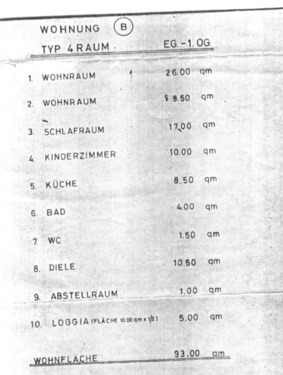 WOHNUNG B
TYP 4 RAUM EG.-1.OG
1. WOHNRAUM 26.00 qm
2. WOHNRAUM 9.50 qm
3. SCHLAFRAUM 17.00 qm
4. KINDERZIMMER 10.00 qm
5. KÜCHE 8.50 qm
6. BAD 4.00 qm
7. WC 1.50 qm
8. DIELE 10.50 qm
9. ABSTELLRAUM 1.00 qm
10. LOGGIA (FLÄCHE 10.00 qm x 1/2) 5.00 qm
WOHNFLÄCHE 93.00 qm